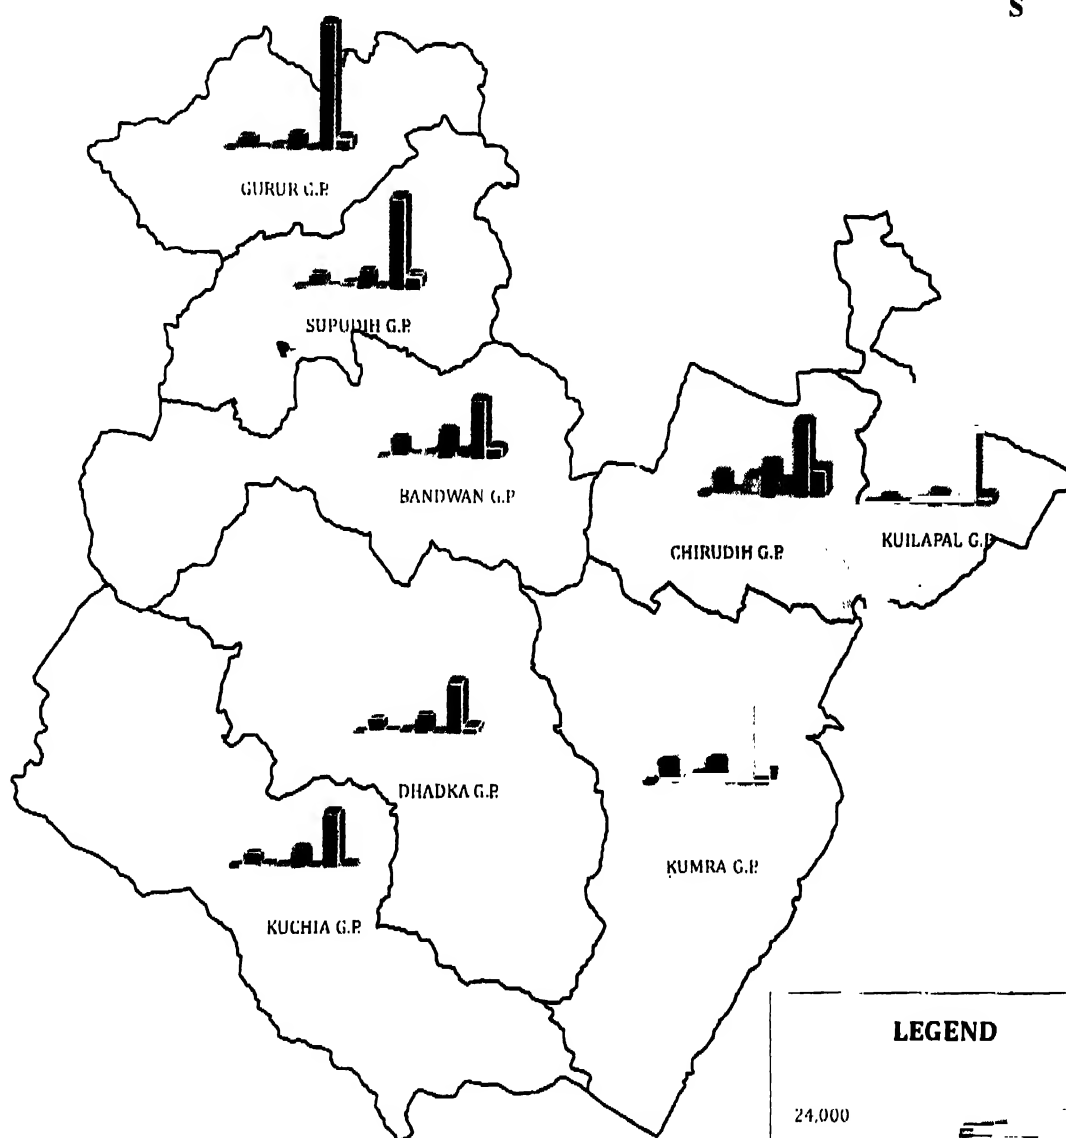 S
GURUR G.P.
SUPUDIH G.P.
BANDWAN G.P.
CHIRUDIH G.P.
KUILAPAL G.P.
DHADKA G.P.
KUMRA G.P.
KUCHIA G.P.
LEGEND
24,000